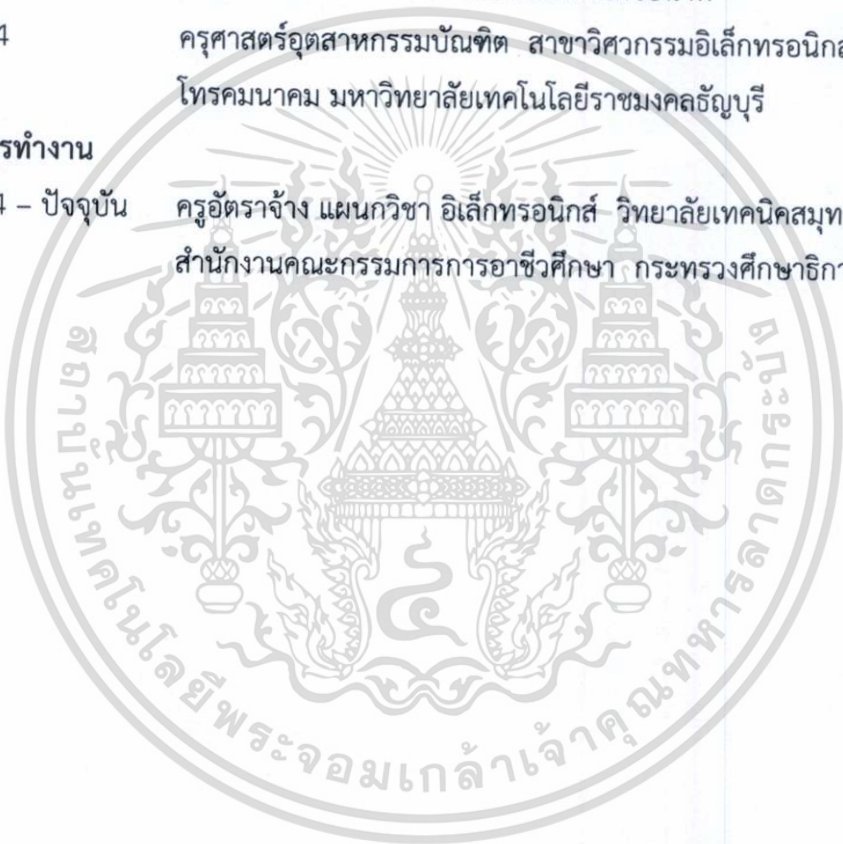 4 ครุศาสตร์อุตสาหกรรมบัณฑิต สาขาวิศวกรรมอิเล็กทรอนิกส์
โทรคมนาคม มหาวิทยาลัยเทคโนโลยีราชมงคลธัญบุรี
รทำงาน
4 – ปัจจุบัน ครูอัตราจ้าง แผนกวิชา อิเล็กทรอนิกส์ วิทยาลัยเทคนิคสมุท
สำนักงานคณะกรรมการการอาชีวศึกษา กระทรวงศึกษาธิกา
สถาบันเทคโนโลยีพระจอมเกล้าเจ้าคุณทหารลาดกระบัง